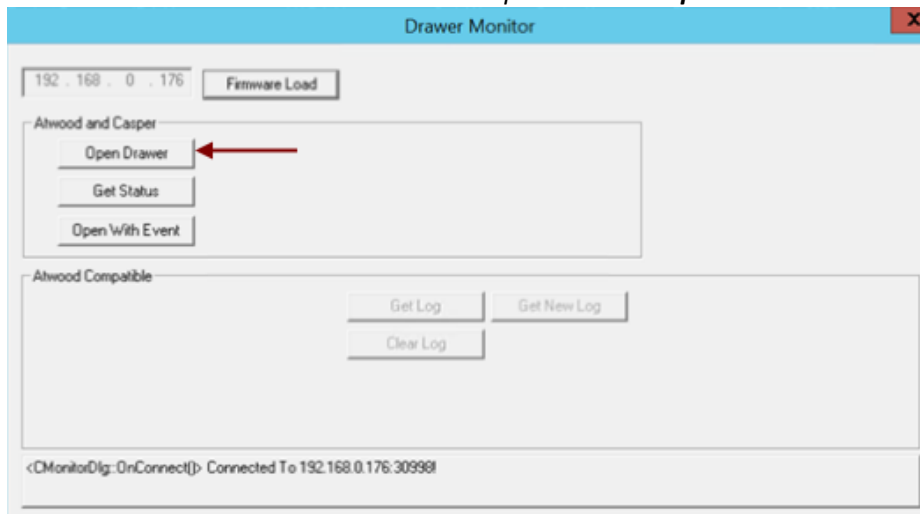 Drawer Monitor
x
192 . 168 . 0 . 176
Firmware Load
Atwood and Casper
Open Drawer
Get Status
Open With Event
Atwood Compatible
Get Log Get New Log
Clear Log
<CMonitorDlg::OnConnect()> Connected To 192.168.0.176:30998!